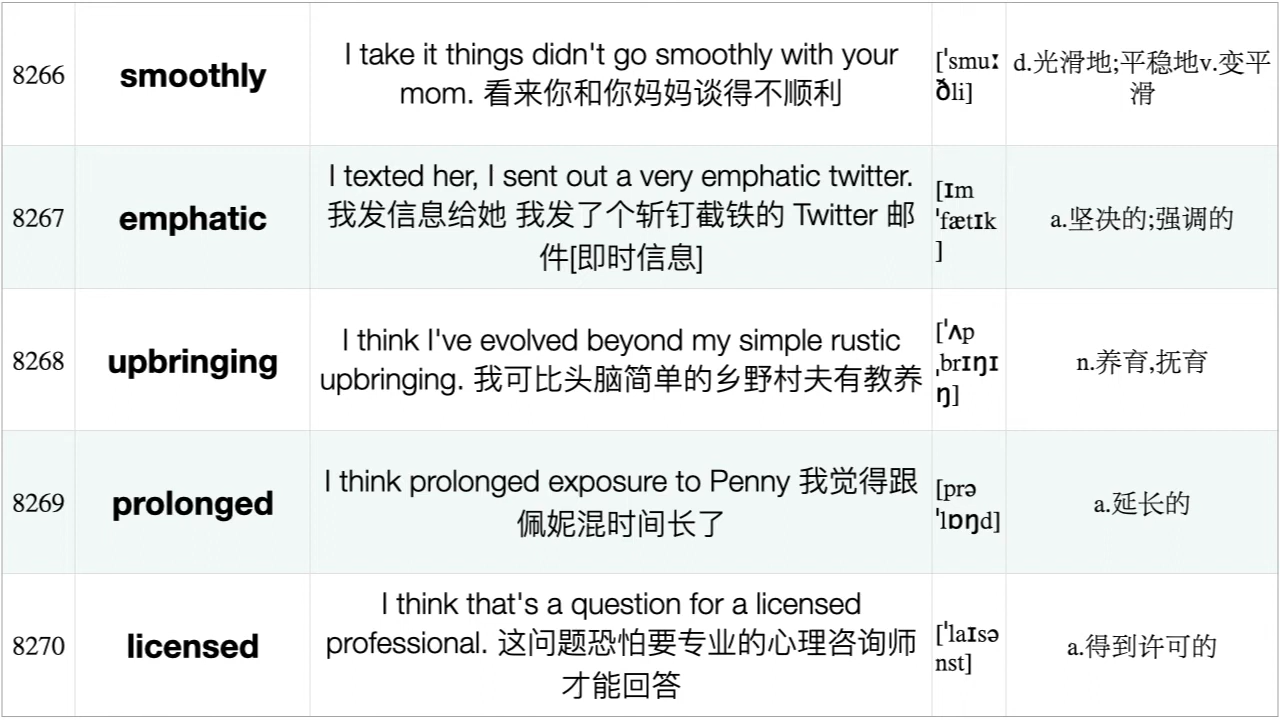 8266
smoothly
I take it things didn't go smoothly with your
mom. 看来你和你妈妈谈得不顺利
[ˈsmuː
ðli]
d.光滑地;平稳地v.变平
滑
8267
emphatic
I texted her, I sent out a very emphatic twitter.
我发信息给她 我发了个斩钉截铁的 Twitter 邮
件[即时信息]
[ɪm
ˈfætɪk
]
a.坚决的;强调的
8268
upbringing
I think I've evolved beyond my simple rustic
upbringing. 我可比头脑简单的乡野村夫有教养
[ˈʌp
ˌbrɪŋɪ
ŋ]
n.养育,抚育
8269
prolonged
I think prolonged exposure to Penny 我觉得跟
佩妮混时间长了
[prə
ˈlɒŋd]
a.延长的
8270
licensed
I think that's a question for a licensed
professional. 这问题恐怕要专业的心理咨询师
才能回答
[ˈlaɪsə
nst]
a.得到许可的